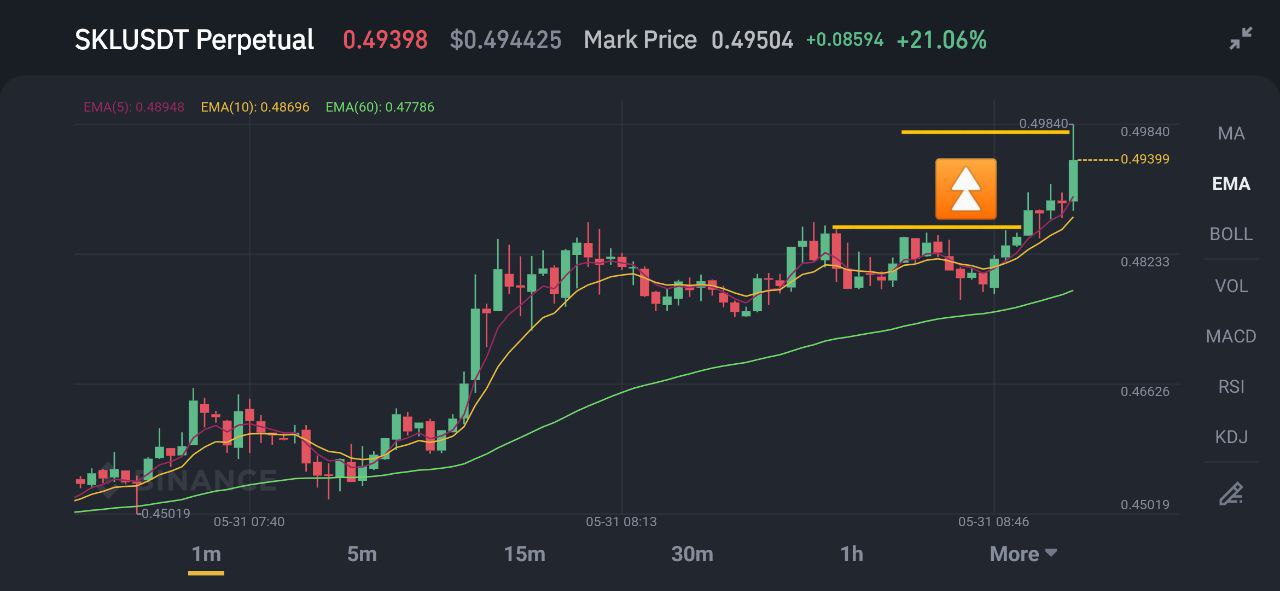 SKLUSDT Perpetual 0.49398 $0.494425 Mark Price 0.49504 +0.08594 +21.06%
EMA(5): 0.48948 EMA(10): 0.48696 EMA(60): 0.47786
0.49840
0.49840
MA
0.49399
EMA
BOLL
0.48233
VOL
MACD
0.46626
RSI
KDJ
BINANCE
0.45019
0.45019
05-31 07:40 05-31 08:13 05-31 08:46
1m 5m 15m 30m 1h More